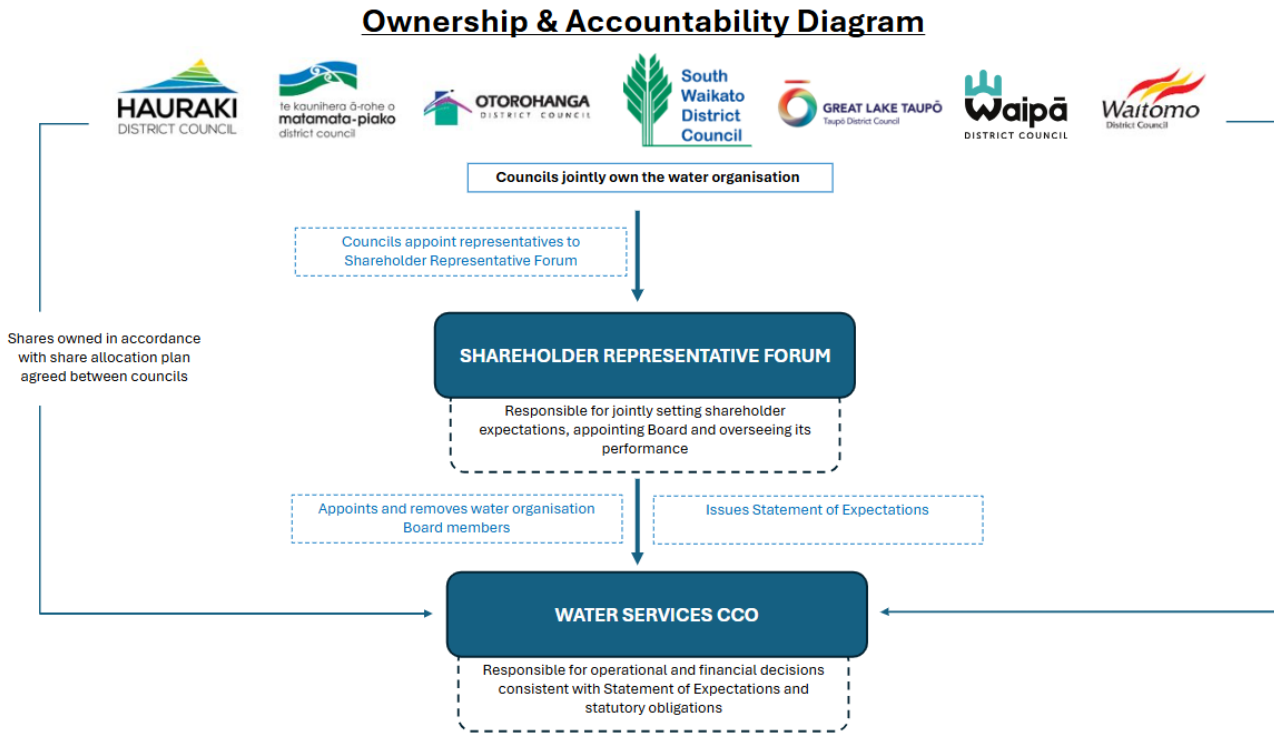 Ownership & Accountability Diagram
HAURAKI
DISTRICT COUNCIL
te kaunihera ā-rohe o
matamata-piako
district council
OTOROHANGA
DISTRICT COUNCIL
South
Waikato
District
Council
GREAT LAKE TAUPŌ
Taupō District Council
Waipā
DISTRICT COUNCIL
Waitomo
District Council
Councils jointly own the water organisation
Councils appoint representatives to
Shareholder Representative Forum
Shares owned in accordance
with share allocation plan
agreed between councils
SHAREHOLDER REPRESENTATIVE FORUM
Responsible for jointly setting shareholder
expectations, appointing Board and overseeing its
performance
Appoints and removes water organisation
Board members
Issues Statement of Expectations
WATER SERVICES CCO
Responsible for operational and financial decisions
consistent with Statement of Expectations and
statutory obligations